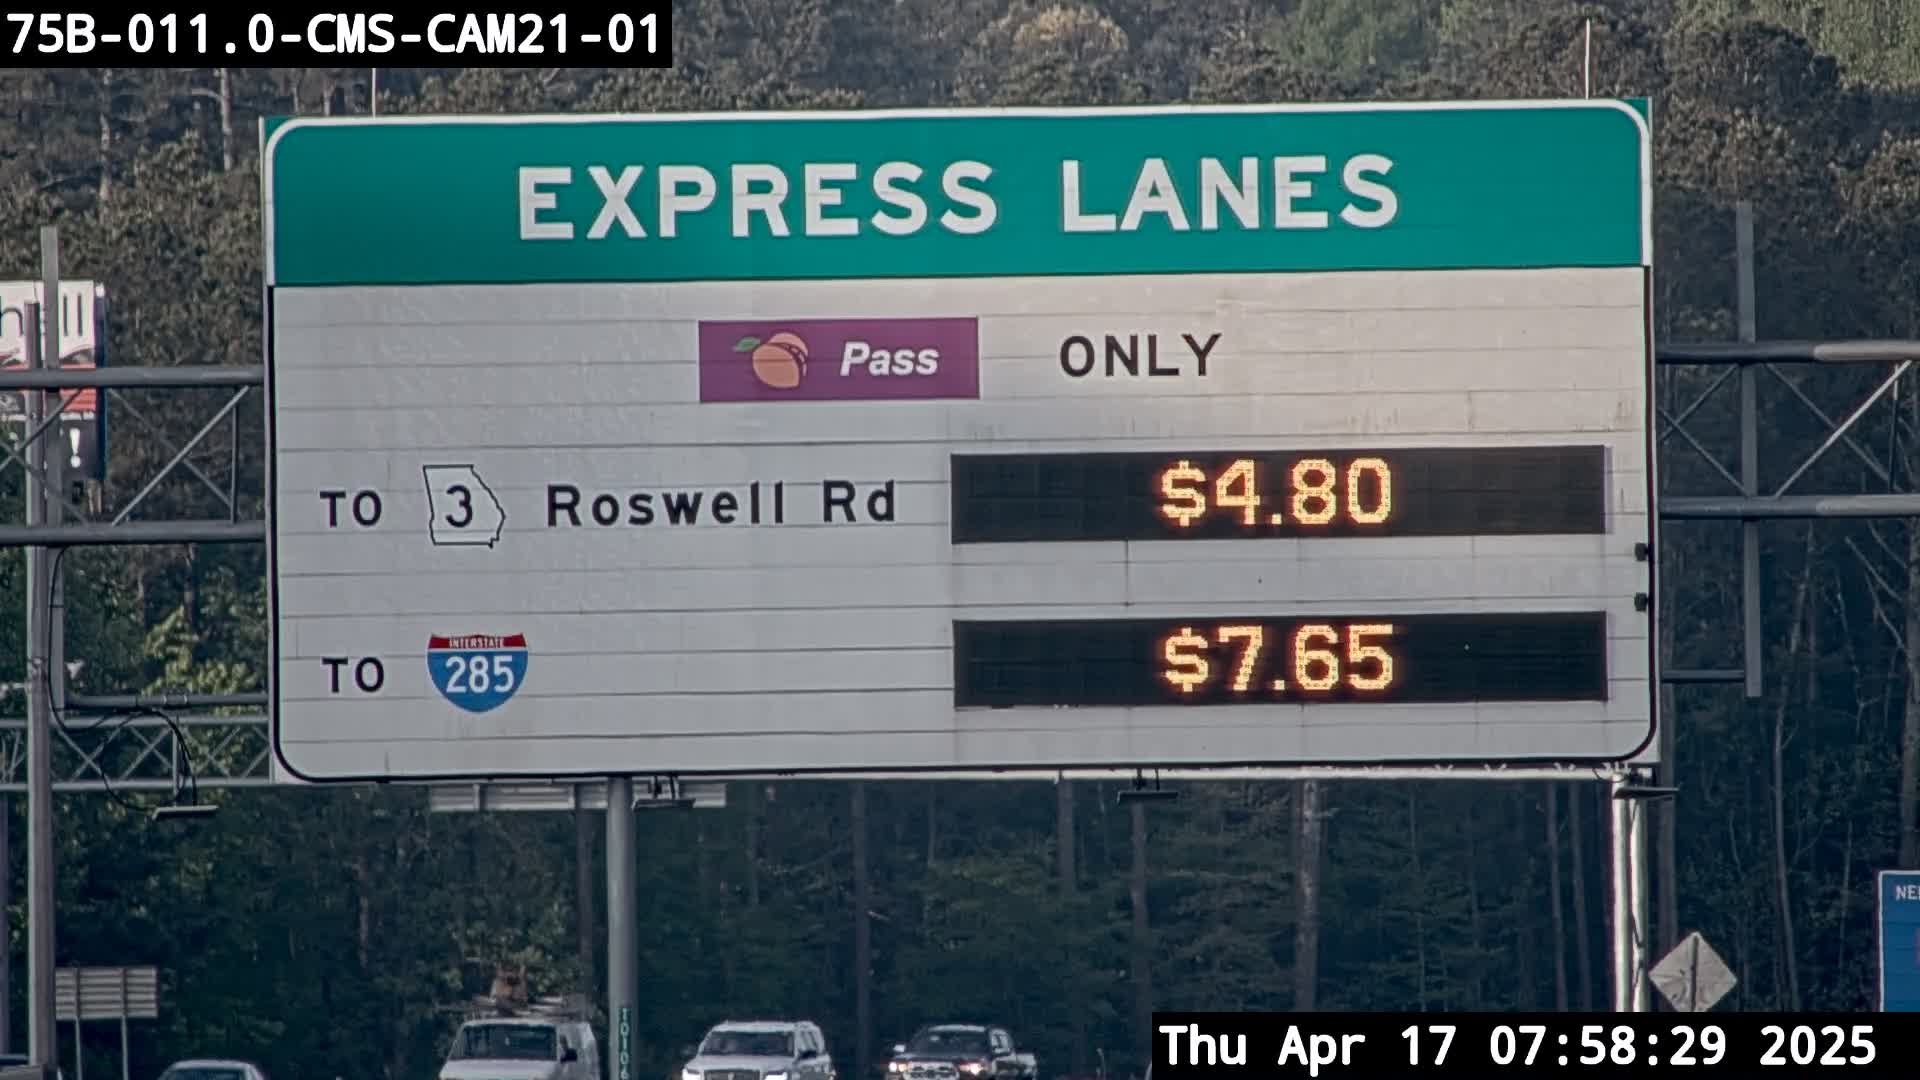 75B-011.0-CMS-CAM21-01
EXPRESS LANES
Pass ONLY
TO 3 Roswell Rd $4.80
TO INTERSTATE 285 $7.65
!
Thu Apr 17 07:58:29 2025